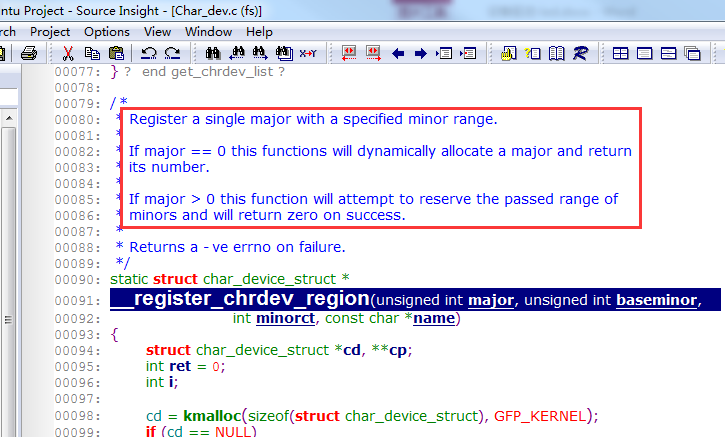 ntu Project - Source Insight - [Char_dev.c (fs)]
rch Project Options View Window Help
00077: } ? end get_chrdev_list ?
00078:
00079: /*
00080: * Register a single major with a specified minor range.
00081: *
00082: * If major == 0 this functions will dynamically allocate a major and return
00083: * its number.
00084: *
00085: * If major > 0 this function will attempt to reserve the passed range of
00086: * minors and will return zero on success.
00087: *
00088: * Returns a -ve errno on failure.
00089: */
00090: static struct char_device_struct *
00091: __register_chrdev_region(unsigned int major, unsigned int baseminor,
00092: int minorct, const char *name)
00093: {
00094: struct char_device_struct *cd, **cp;
00095: int ret = 0;
00096: int i;
00097:
00098: cd = kmalloc(sizeof(struct char_device_struct), GFP_KERNEL);
00099: if (cd == NULL)